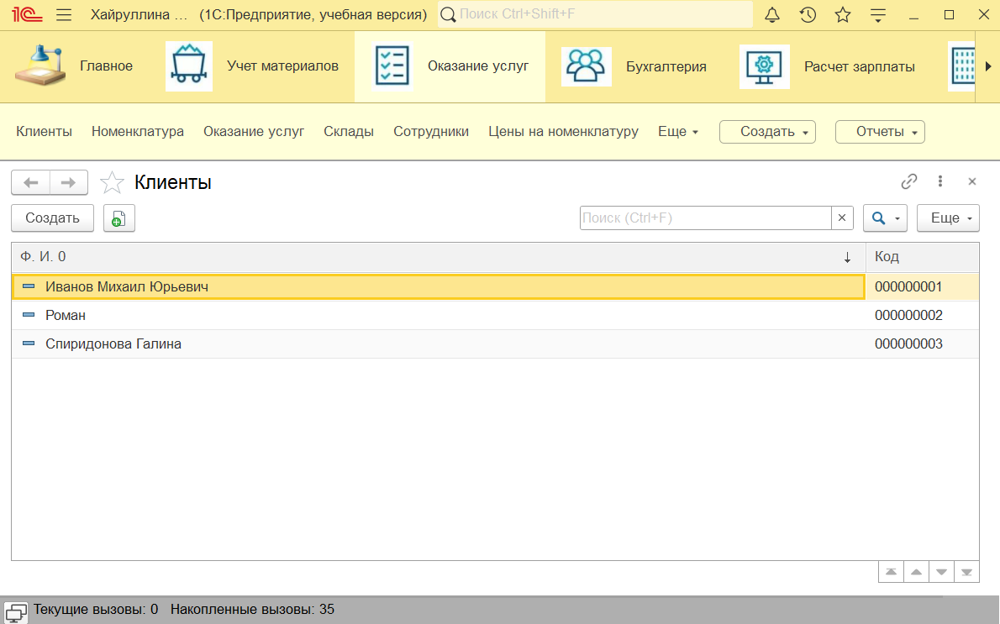 1С Хайруллина ... (1С:Предприятие, учебная версия) Поиск Ctrl+Shift+F
Главное Учет материалов Оказание услуг Бухгалтерия Расчет зарплаты
Клиенты Номенклатура Оказание услуг Склады Сотрудники Цены на номенклатуру Еще Создать Отчеты
Клиенты
Создать Поиск (Ctrl+F) × Еще
Ф. И. 0 ↓ Код
Иванов Михаил Юрьевич 000000001
Роман 000000002
Спиридонова Галина 000000003
Текущие вызовы: 0 Накопленные вызовы: 35